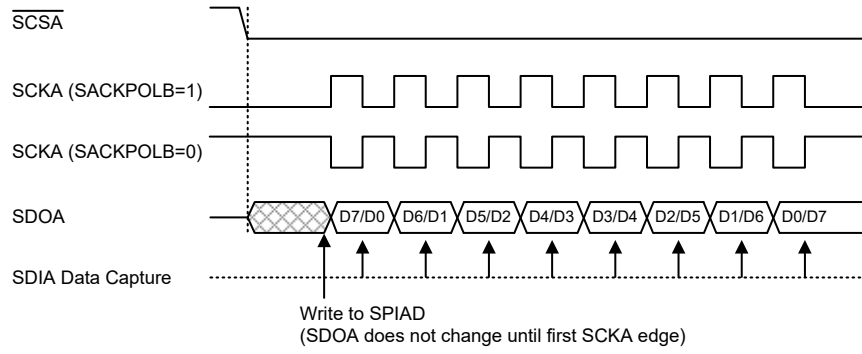 SCSA
SCKA (SACKPOLB=1)
SCKA (SACKPOLB=0)
SDOA D7/D0 D6/D1 D5/D2 D4/D3 D3/D4 D2/D5 D1/D6 D0/D7
SDIA Data Capture
Write to SPIAD
(SDOA does not change until first SCKA edge)